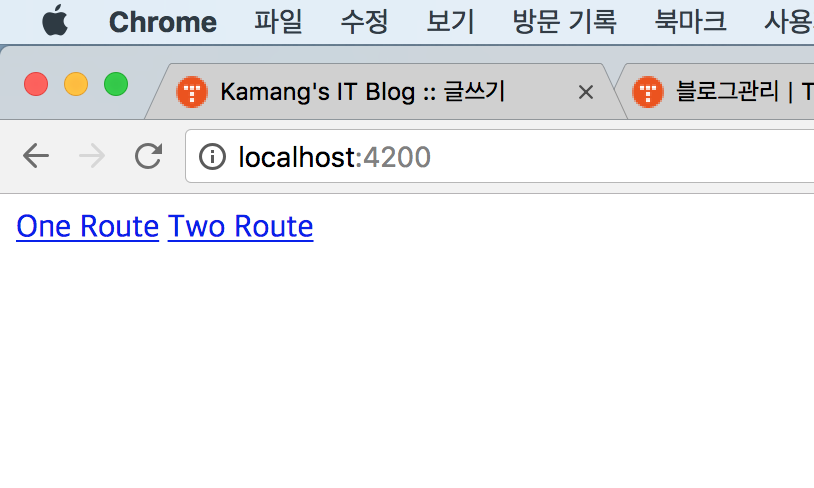 Chrome 파일 수정 보기 방문 기록 북마크 사용
Kamang's IT Blog :: 글쓰기 블로그관리 | T
localhost:4200
One Route Two Route